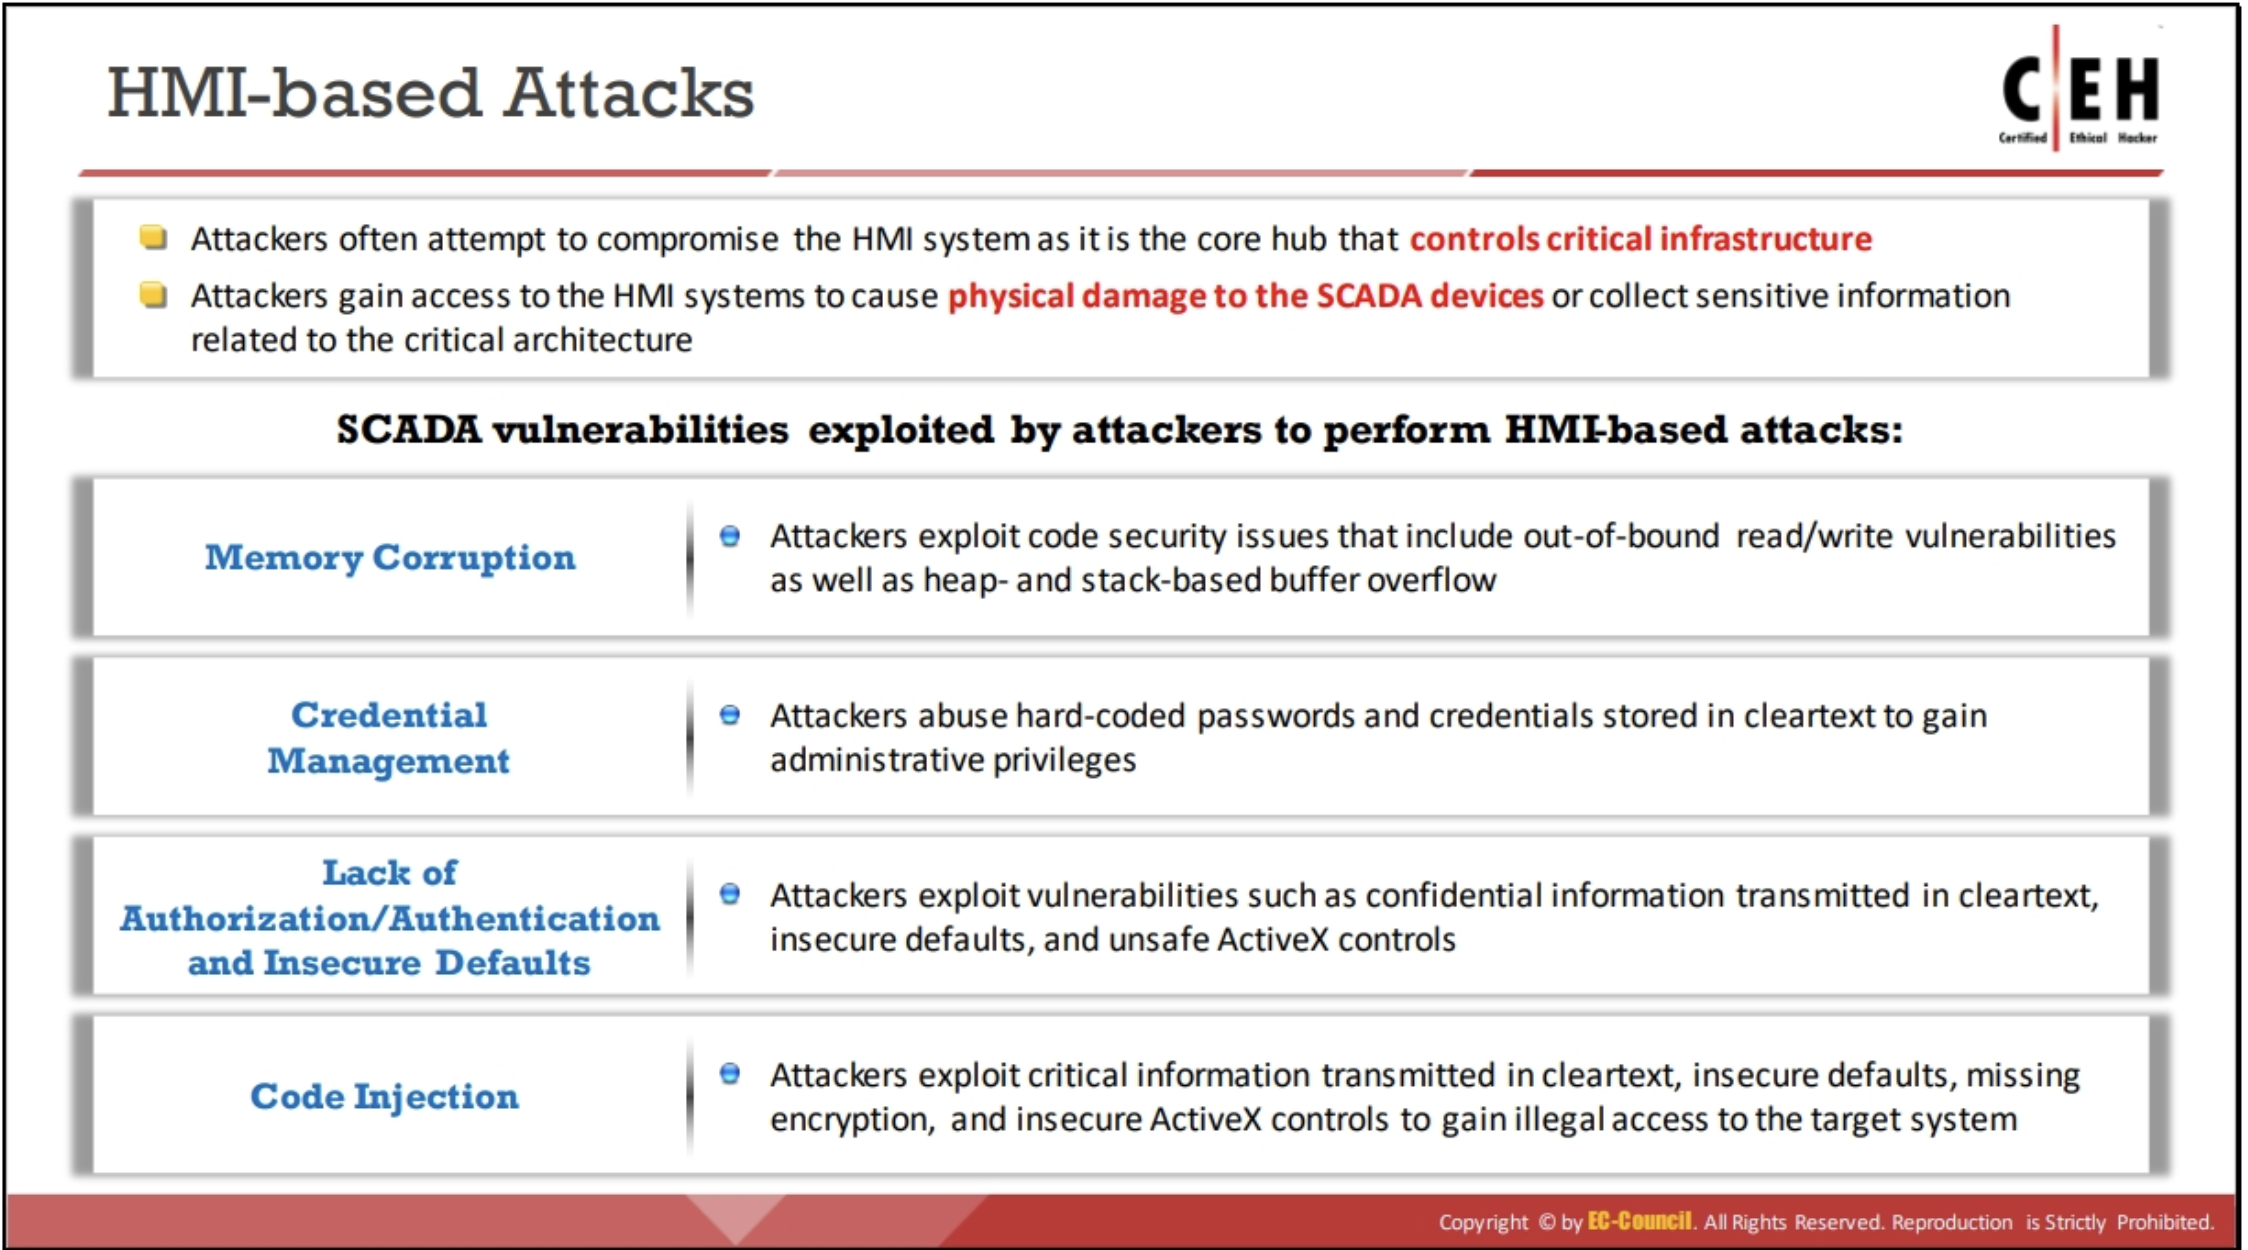 HMI-based Attacks
C EH
Certified Ethical Hacker
Attackers often attempt to compromise the HMI system as it is the core hub that controls critical infrastructure
Attackers gain access to the HMI systems to cause physical damage to the SCADA devices or collect sensitive information
related to the critical architecture
SCADA vulnerabilities exploited by attackers to perform HMI-based attacks:
Memory Corruption
Attackers exploit code security issues that include out-of-bound read/write vulnerabilities
as well as heap- and stack-based buffer overflow
Credential
Management
Attackers abuse hard-coded passwords and credentials stored in cleartext to gain
administrative privileges
Lack of
Authorization/Authentication
and Insecure Defaults
Attackers exploit vulnerabilities such as confidential information transmitted in cleartext,
insecure defaults, and unsafe ActiveX controls
Code Injection
Attackers exploit critical information transmitted in cleartext, insecure defaults, missing
encryption, and insecure ActiveX controls to gain illegal access to the target system
Copyright © by EC-Council. All Rights Reserved. Reproduction is Strictly Prohibited.